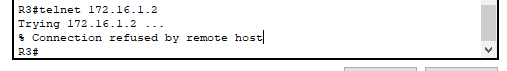 R3#telnet 172.16.1.2
Trying 172.16.1.2 ...
% Connection refused by remote host
R3#